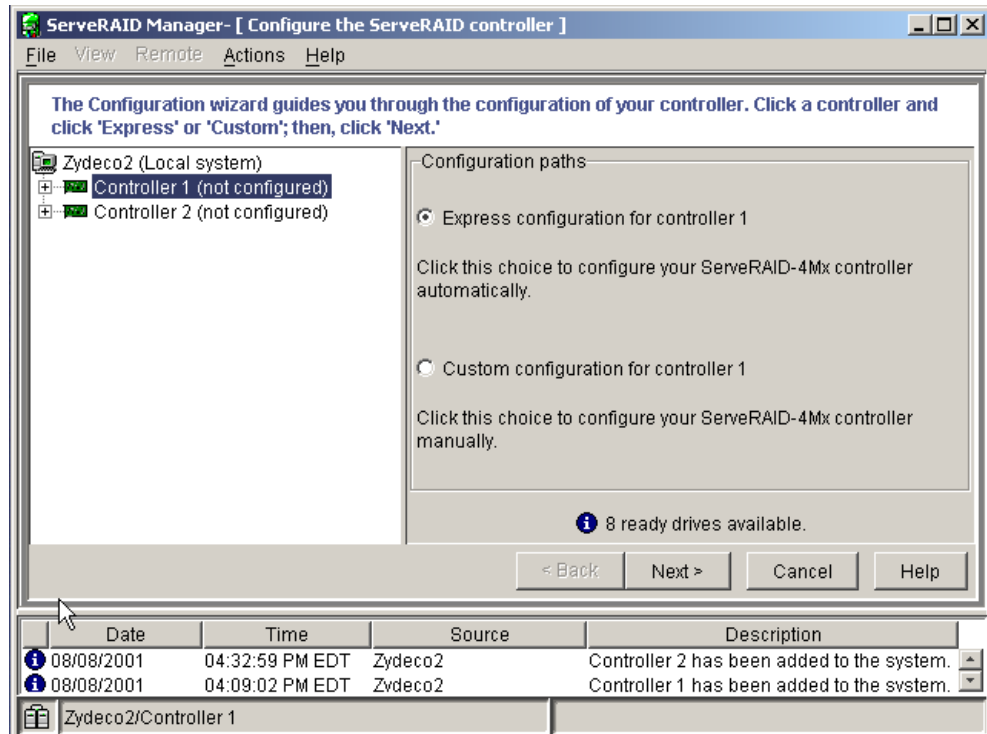 ServeRAID Manager- [ Configure the ServeRAID controller ]
File View Remote Actions Help
The Configuration wizard guides you through the configuration of your controller. Click a controller and
click 'Express' or 'Custom'; then, click 'Next.'
Zydeco2 (Local system)
Controller 1 (not configured)
Controller 2 (not configured)
Configuration paths
Express configuration for controller 1
Click this choice to configure your ServeRAID-4Mx controller
automatically.
Custom configuration for controller 1
Click this choice to configure your ServeRAID-4Mx controller
manually.
8 ready drives available.
< Back Next > Cancel Help
Date Time Source Description
08/08/2001 04:32:59 PM EDT Zydeco2 Controller 2 has been added to the system.
08/08/2001 04:09:02 PM EDT Zydeco2 Controller 1 has been added to the system.
Zydeco2/Controller 1